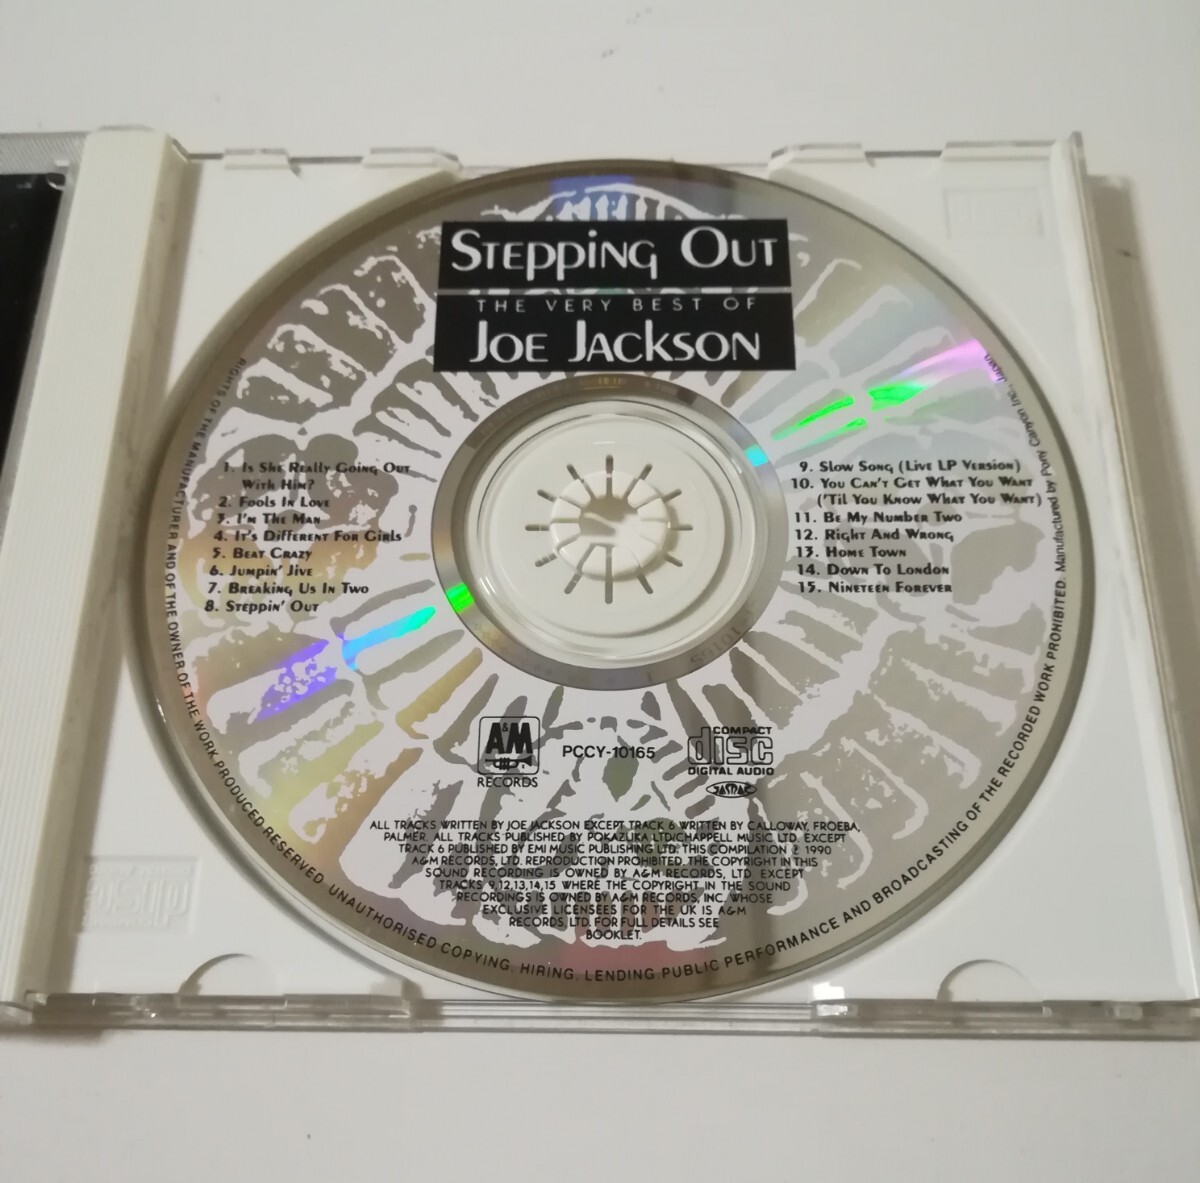 Stepping Out
THE VERY BEST OF
Joe Jackson
1. Is She Really Going Out
With Him?
2. Fools In Love
3. I'm The Man
4. It's Different For Girls
5. Beat Crazy
6. Jumpin' Jive
7. Breaking Us In Two
8. Steppin' Out
9. Slow Song (Live LP Version)
10. You Can't Get What You Want
('Til You Know What You Want)
11. Be My Number Two
12. Right And Wrong
13. Home Town
14. Down To London
15. Nineteen Forever
A&M
RECORDS
PCCY-10165
COMPACT
disc
DIGITAL AUDIO
JASRAC
ALL TRACKS WRITTEN BY JOE JACKSON EXCEPT TRACK 6 WRITTEN BY CALLOWAY, FROEBA,
PALMER. ALL TRACKS PUBLISHED BY POKAZUKA LTD/CHAPPELL MUSIC LTD. EXCEPT
TRACK 6 PUBLISHED BY EMI MUSIC PUBLISHING LTD. THIS COMPILATION ℗ 1990
A&M RECORDS, LTD. REPRODUCTION PROHIBITED. THE COPYRIGHT IN THIS
SOUND RECORDING IS OWNED BY A&M RECORDS, LTD. EXCEPT
TRACKS 9,12,13,14,15 WHERE THE COPYRIGHT IN THE SOUND
RECORDINGS IS OWNED BY A&M RECORDS, INC. WHOSE
EXCLUSIVE LICENSEES FOR THE UK IS A&M
RECORDS LTD. FOR FULL DETAILS SEE
BOOKLET.
RIGHTS OF THE MANUFACTURER AND OF THE OWNER OF THE WORK PRODUCED RESERVED. UNAUTHORISED COPYING, HIRING, LENDING PUBLIC PERFORMANCE AND BROADCASTING OF THE RECORDED WORK PROHIBITED. Manufactured by Pony Canyon Inc., Japan